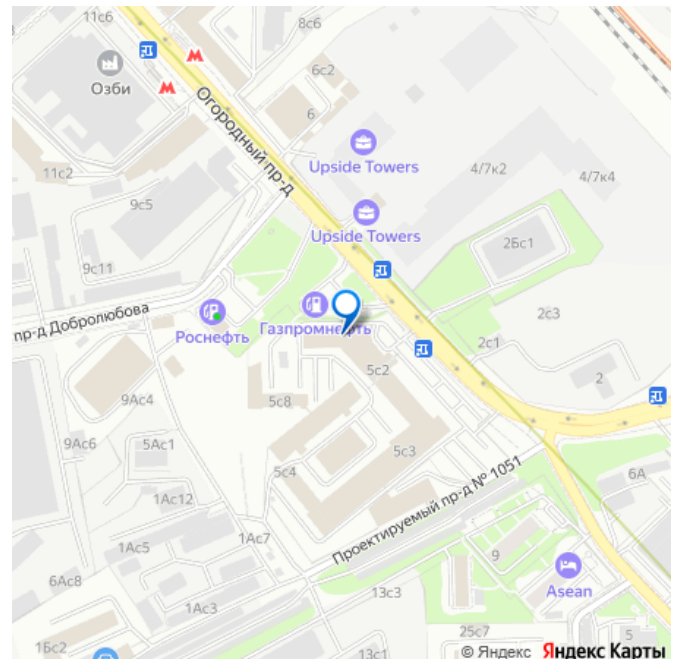 11с6
8с6
М
М
Озби
6с2
6
Огородный пр-д
Upside Towers
4/7к2
4/7к4
11с2
9с5
Upside Towers
2Бс1
9с11
пр-д Добролюбова
Роснефть
Газпромнефть
2с3
2с1
5с2
2
9Ас4
5с8
9Ас6
5Ас1
5с3
5с4
1Ас12
Проектируемый пр-д № 1051
6А
1Ас5
1Ас7
9
6Ас8
Asean
13с3
1Ас3
25с7
5
1Бс2
13с1
© Яндекс Яндекс Карты